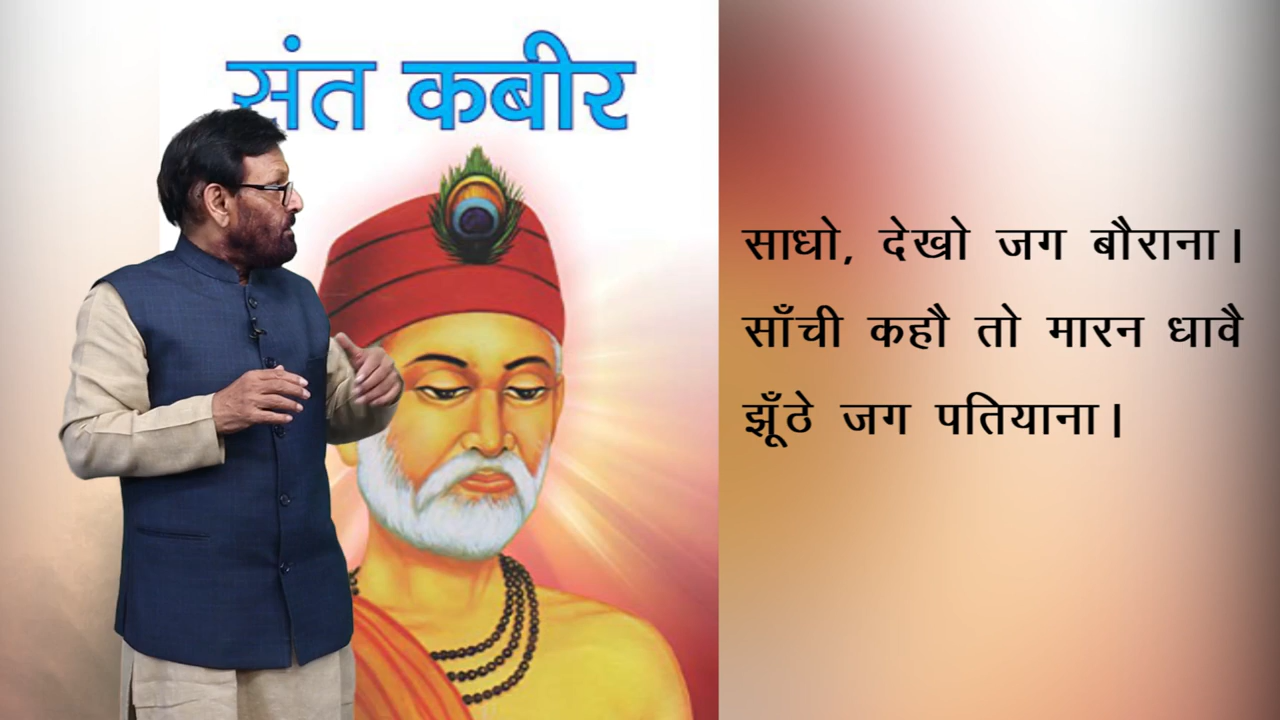 संत कबीर
साधो, देखो जग बौराना।
साँची कहौ तो मारन धावै
झूँठे जग पतियाना।